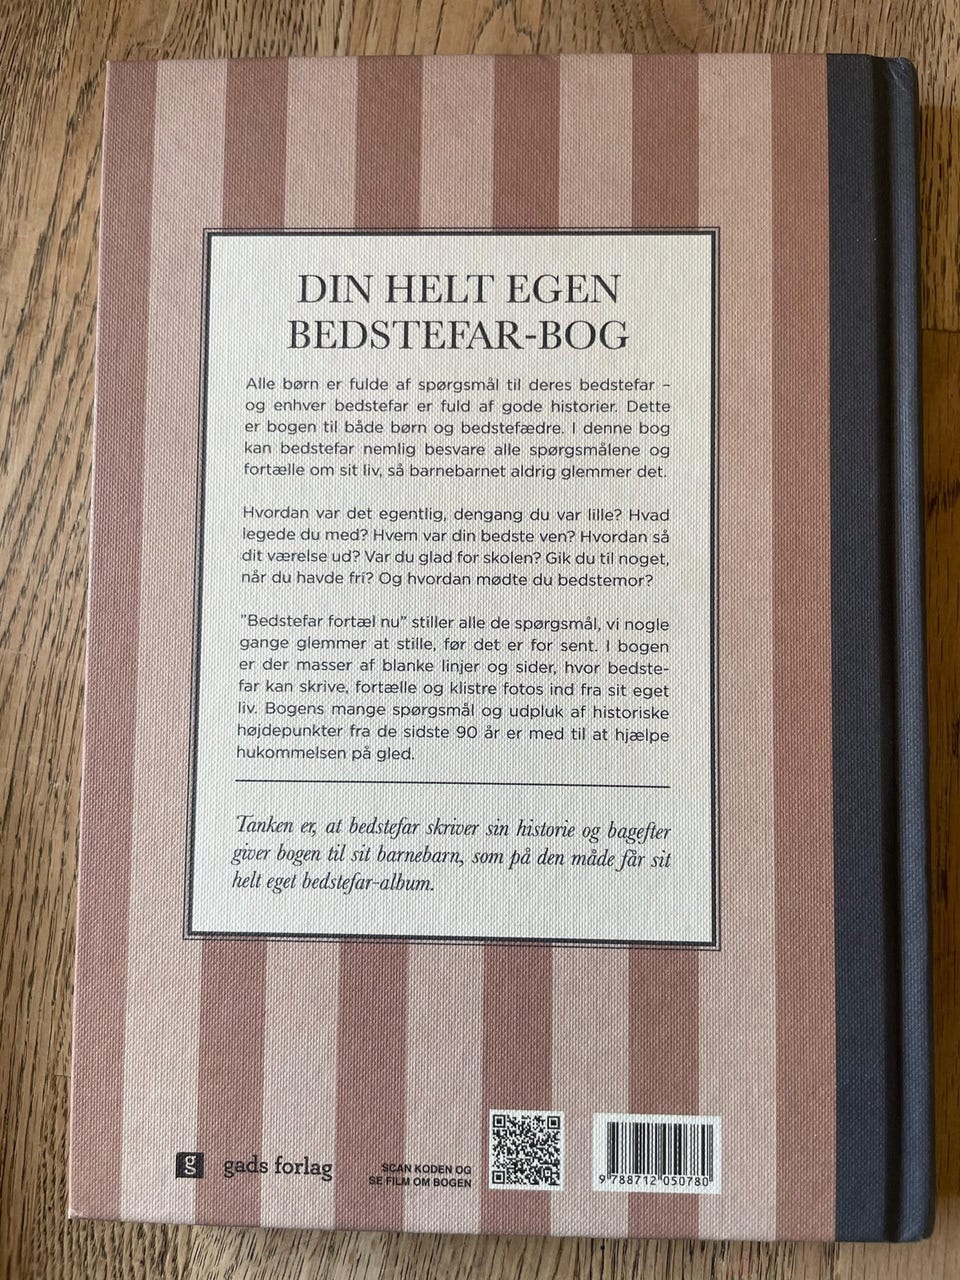 DIN HELT EGEN
BEDSTEFAR-BOG
Alle børn er fulde af spørgsmål til deres bedstefar –
og enhver bedstefar er fuld af gode historier. Dette
er bogen til både børn og bedstefædre. I denne bog
kan bedstefar nemlig besvare alle spørgsmålene og
fortælle om sit liv, så barnebarnet aldrig glemmer det.
Hvordan var det egentlig, dengang du var lille? Hvad
legede du med? Hvem var din bedste ven? Hvordan så
dit værelse ud? Var du glad for skolen? Gik du til noget,
når du havde fri? Og hvordan mødte du bedstemor?
”Bedstefar fortæl nu” stiller alle de spørgsmål, vi nogle
gange glemmer at stille, før det er for sent. I bogen
er der masser af blanke linjer og sider, hvor bedste-
far kan skrive, fortælle og klistre fotos ind fra sit eget
liv. Bogens mange spørgsmål og udpluk af historiske
højdepunkter fra de sidste 90 år er med til at hjælpe
hukommelsen på gled.
Tanken er, at bedstefar skriver sin historie og bagefter
giver bogen til sit barnebarn, som på den måde får sit
helt eget bedstefar-album.
g gads forlag
SCAN KODEN OG
SE FILM OM BOGEN
9 788712 050780